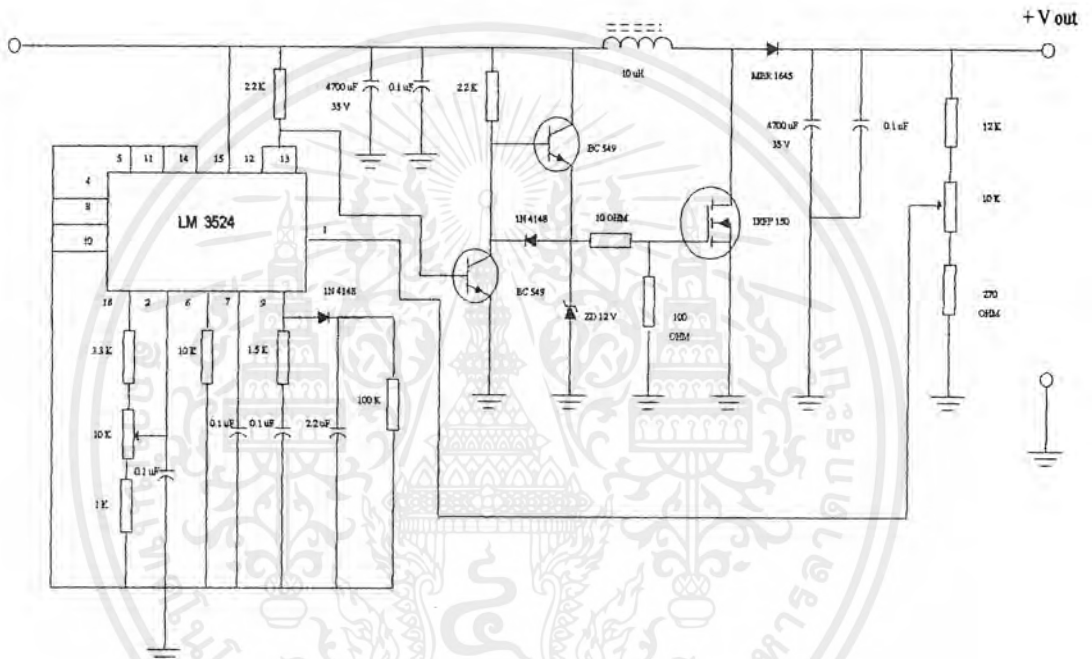 + V out
10 uH
MBR 1645
2.2 K
4700 uF
35 V
0.1 uF
2.2 K
BC 549
4700 uF
35 V
0.1 uF
12 K
5
11
14
15
12
13
4
8
10
LM 3524
1
10 K
1N 4148
10 OHM
IRFP 150
BC 549
1N 4148
ZD 12 V
100
OHM
270
OHM
16
2
6
7
9
3.3 K
10 K
1.5 K
100 K
10K
0.1 uF
0.1 uF
0.1 uF
2.2 uF
1 K